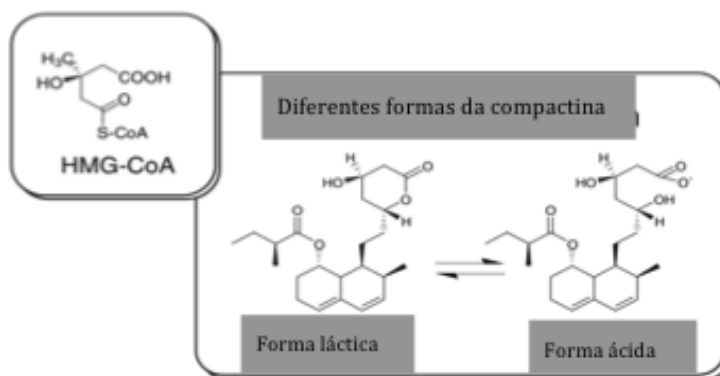 H₃C
HO
COOH
O
S-CoA
HMG-CoA
Diferentes formas da compactina
H
HO
O
O
H
O
O
H
HO
O
O⁻
OH
H
O
O
Forma láctica
Forma ácida